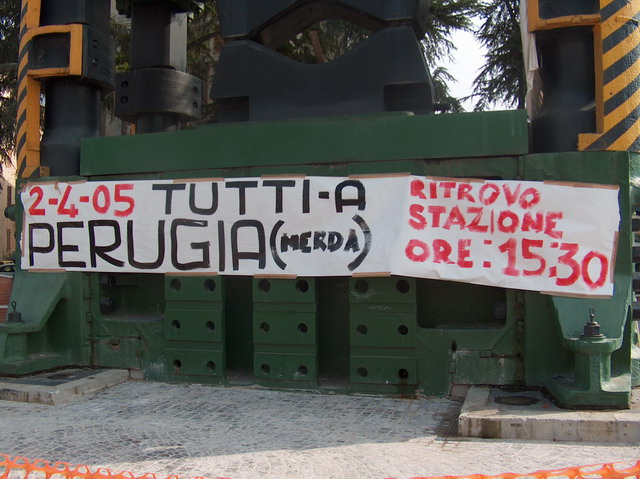 2-4-05 TUTTI-A
PERUGIA (MERDA)
RITROVO
STAZIONE
ORE: 15:30